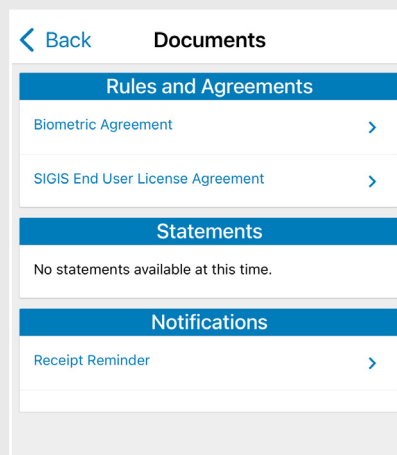 Back
Documents
Rules and Agreements
Biometric Agreement
SIGIS End User License Agreement
Statements
No statements available at this time.
Notifications
Receipt Reminder